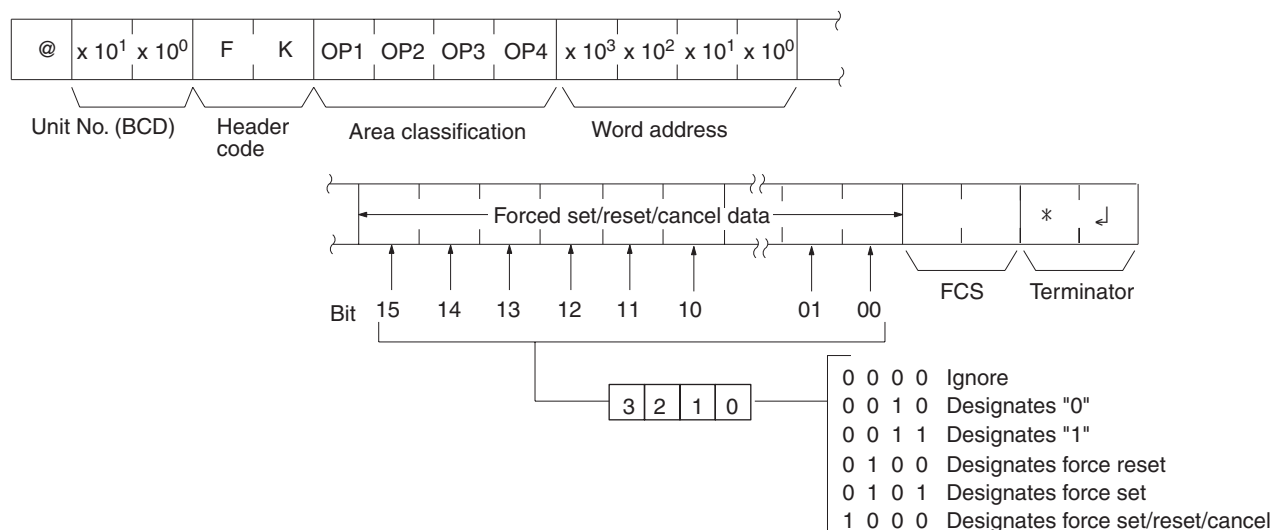 @ x 10¹ x 10⁰ F K OP1 OP2 OP3 OP4 x 10³ x 10² x 10¹ x 10⁰
Unit No. (BCD) Header code Area classification Word address
Forced set/reset/cancel data * ↵
Bit 15 14 13 12 11 10 01 00 FCS Terminator
3 2 1 0
0 0 0 0 Ignore
0 0 1 0 Designates "0"
0 0 1 1 Designates "1"
0 1 0 0 Designates force reset
0 1 0 1 Designates force set
1 0 0 0 Designates force set/reset/cancel